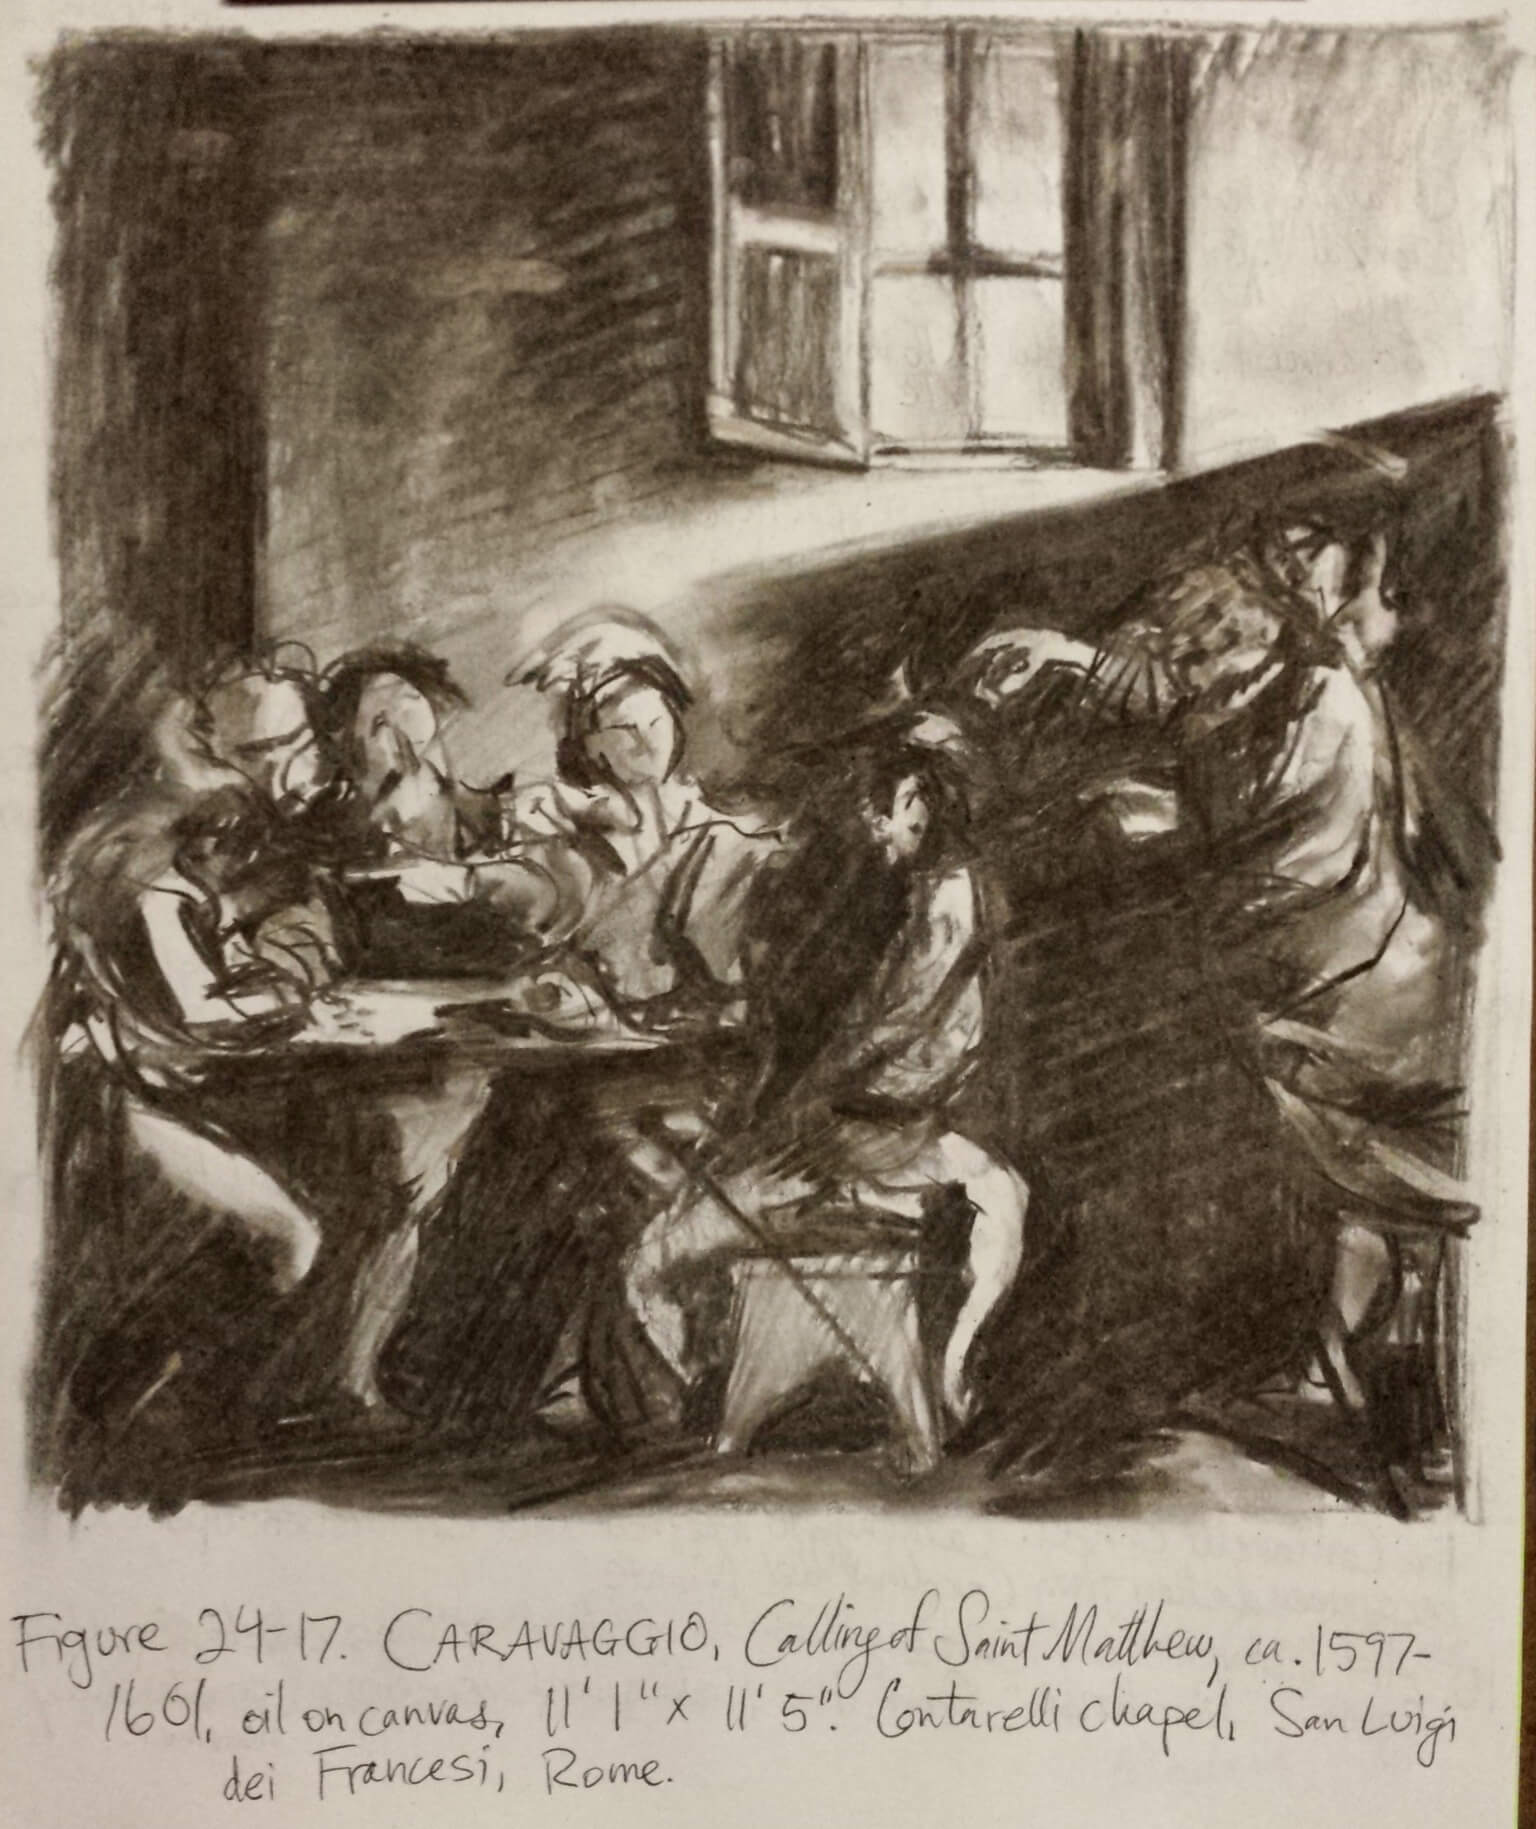 Figure 24-17. CARAVAGGIO, Calling of Saint Matthew, ca. 1597-
1601, oil on canvas, 11' 1" x 11' 5". Contarelli chapel, San Luigi
dei Francesi, Rome.